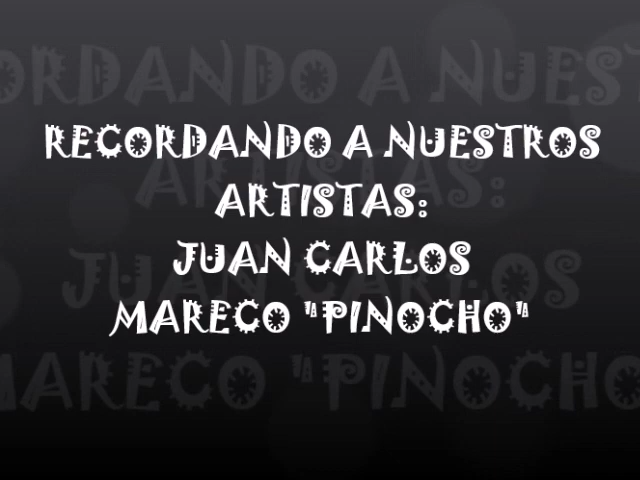 RECORDANDO A NUESTROS
ARTISTAS:
JUAN CARLOS
MARECO "PINOCHO"